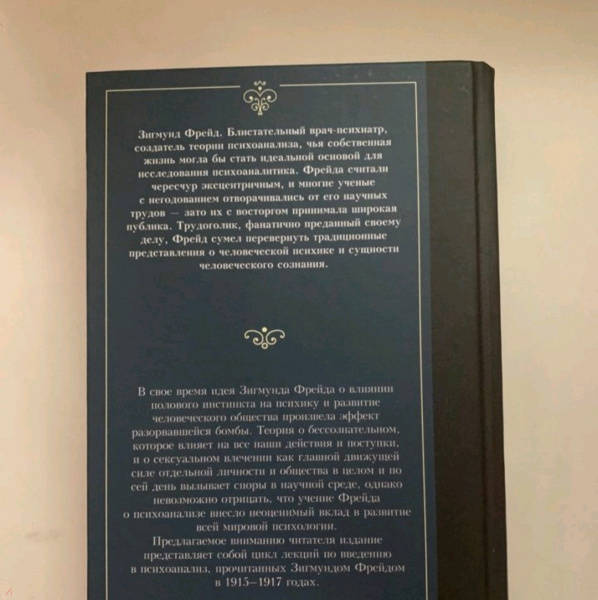 Зигмунд Фрейд. Блистательный врач-психиатр,
создатель теории психоанализа, чья собственная
жизнь могла бы стать идеальной основой для
исследования психоаналитика. Фрейда считали
чересчур эксцентричным, и многие ученые
с негодованием отворачивались от его научных
трудов — зато их с восторгом принимала широкая
публика. Трудоголик, фанатично преданный своему
делу, Фрейд сумел перевернуть традиционные
представления о человеческой психике и сущности
человеческого сознания.
В свое время идея Зигмунда Фрейда о влиянии
полового инстинкта на психику и развитие
человеческого общества произвела эффект
разорвавшейся бомбы. Теория о бессознательном,
которое влияет на все наши действия и поступки,
и о сексуальном влечении как главной движущей
силе отдельной личности и общества в целом и по
сей день вызывает споры в научной среде, однако
невозможно отрицать, что учение Фрейда
о психоанализе внесло неоценимый вклад в развитие
всей мировой психологии.
Предлагаемое вниманию читателя издание
представляет собой цикл лекций по введению
в психоанализ, прочитанных Зигмундом Фрейдом
в 1915—1917 годах.